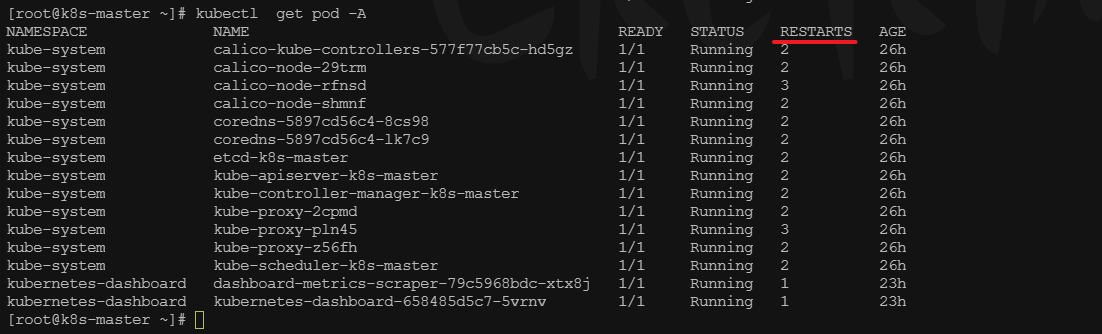 [root@k8s-master ~]# kubectl  get pod -A
NAMESPACE              NAME                                         READY   STATUS    RESTARTS   AGE
kube-system            calico-kube-controllers-577f77cb5c-hd5gz     1/1     Running   2          26h
kube-system            calico-node-29trm                            1/1     Running   2          26h
kube-system            calico-node-rfnsd                            1/1     Running   3          26h
kube-system            calico-node-shmnf                            1/1     Running   2          26h
kube-system            coredns-5897cd56c4-8cs98                     1/1     Running   2          26h
kube-system            coredns-5897cd56c4-lk7c9                     1/1     Running   2          26h
kube-system            etcd-k8s-master                              1/1     Running   2          26h
kube-system            kube-apiserver-k8s-master                    1/1     Running   2          26h
kube-system            kube-controller-manager-k8s-master           1/1     Running   2          26h
kube-system            kube-proxy-2cpmd                             1/1     Running   2          26h
kube-system            kube-proxy-pln45                             1/1     Running   3          26h
kube-system            kube-proxy-z56fh                             1/1     Running   2          26h
kube-system            kube-scheduler-k8s-master                    1/1     Running   2          26h
kubernetes-dashboard   dashboard-metrics-scraper-79c5968bdc-xtx8j   1/1     Running   1          23h
kubernetes-dashboard   kubernetes-dashboard-658485d5c7-5vrnv        1/1     Running   1          23h
[root@k8s-master ~]#